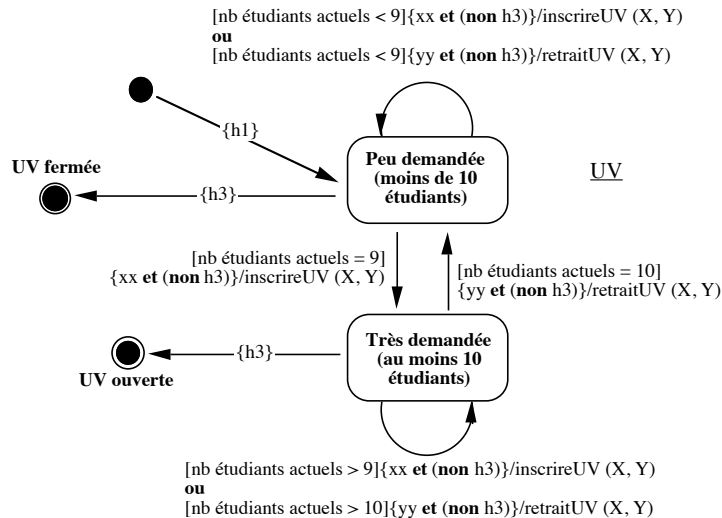 [nb étudiants actuels < 9]{xx et (non h3)}/inscrireUV (X, Y)
ou
[nb étudiants actuels < 9]{yy et (non h3)}/retraitUV (X, Y)
{h1}
UV fermée
Peu demandée
(moins de 10
étudiants)
UV
{h3}
[nb étudiants actuels = 9]
{xx et (non h3)}/inscrireUV (X, Y)
[nb étudiants actuels = 10]
{yy et (non h3)}/retraitUV (X, Y)
Très demandée
(au moins 10
étudiants)
{h3}
UV ouverte
[nb étudiants actuels > 9]{xx et (non h3)}/inscrireUV (X, Y)
ou
[nb étudiants actuels > 10]{yy et (non h3)}/retraitUV (X, Y)